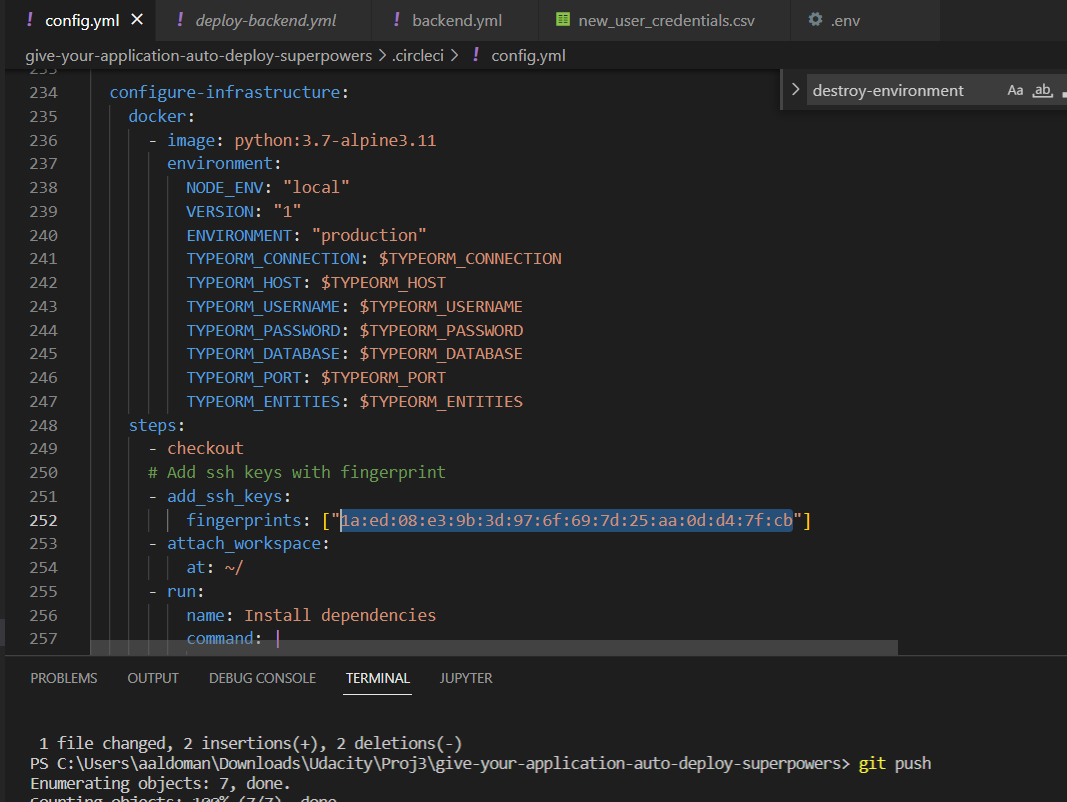 ! config.yml ✕ ! deploy-backend.yml ! backend.yml new_user_credentials.csv .env
give-your-application-auto-deploy-superpowers > .circleci > ! config.yml
233
> destroy-environment Aa ab
234 configure-infrastructure:
235 docker:
236 - image: python:3.7-alpine3.11
237 environment:
238 NODE_ENV: "local"
239 VERSION: "1"
240 ENVIRONMENT: "production"
241 TYPEORM_CONNECTION: $TYPEORM_CONNECTION
242 TYPEORM_HOST: $TYPEORM_HOST
243 TYPEORM_USERNAME: $TYPEORM_USERNAME
244 TYPEORM_PASSWORD: $TYPEORM_PASSWORD
245 TYPEORM_DATABASE: $TYPEORM_DATABASE
246 TYPEORM_PORT: $TYPEORM_PORT
247 TYPEORM_ENTITIES: $TYPEORM_ENTITIES
248 steps:
249 - checkout
250 # Add ssh keys with fingerprint
251 - add_ssh_keys:
252 fingerprints: ["1a:ed:08:e3:9b:3d:97:6f:69:7d:25:aa:0d:d4:7f:cb"]
253 - attach_workspace:
254 at: ~/
255 - run:
256 name: Install dependencies
257 command: |
PROBLEMS OUTPUT DEBUG CONSOLE TERMINAL JUPYTER
1 file changed, 2 insertions(+), 2 deletions(-)
PS C:\Users\aaldoman\Downloads\Udacity\Proj3\give-your-application-auto-deploy-superpowers> git push
Enumerating objects: 7, done.
Counting objects: 100% (7/7), done.